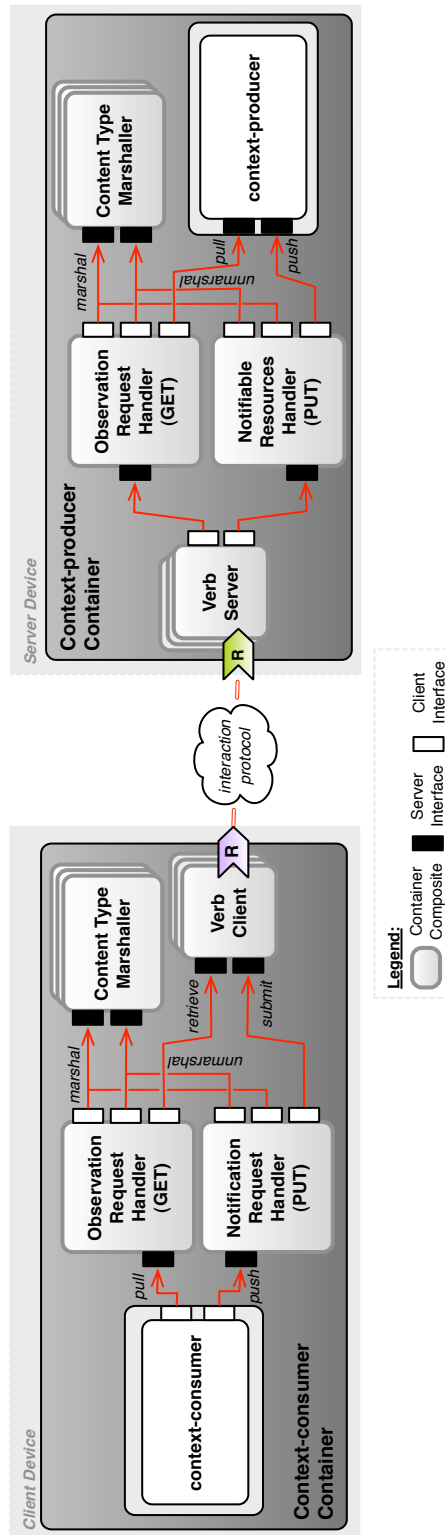 Client Device
context-consumer
Context-consumer
Container
pull
push
Observation
Request
Handler
(GET)
Notification
Request
Handler
(PUT)
marshal
unmarshal
retrieve
submit
Content Type
Marshaller
Verb
Client
R
interaction
protocol
Server Device
Context-producer
Container
R
Verb
Server
Observation
Request
Handler
(GET)
Notifiable
Resources
Handler
(PUT)
marshal
unmarshal
pull
push
Content Type
Marshaller
context-producer
Legend:
Container
Composite
Server
Interface
Client
Interface